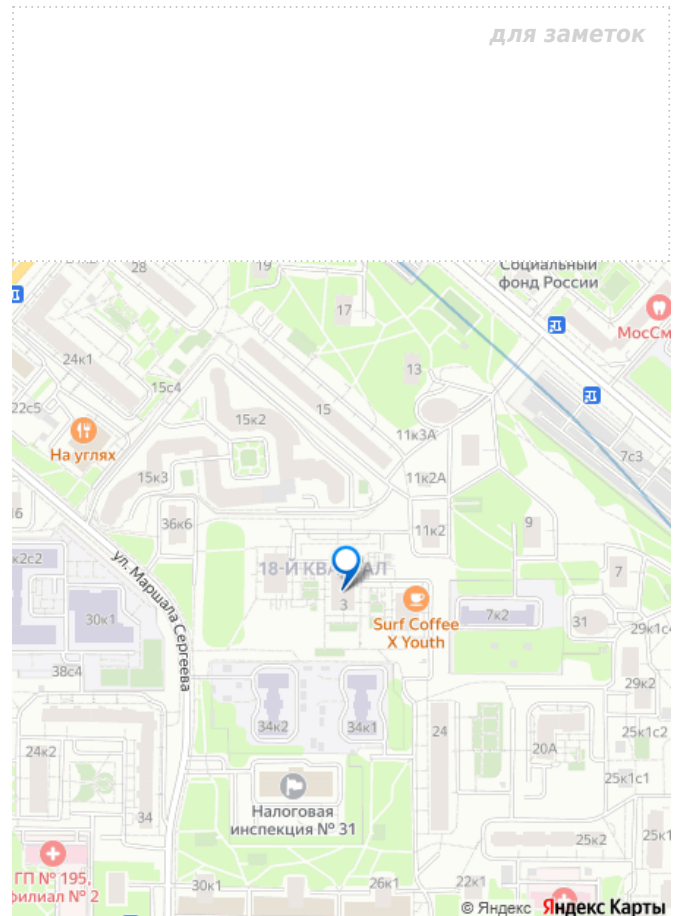 для заметок
28
19
Социальный
фонд России
17
МосСм
24к1
13
15с4
22с5
15к2
15
На углях
11к3А
7с3
15к3
11к2А
16
36к6
11к2
9
к2с2
18-Й КВАРТАЛ
7
ул. Маршала Сергеева
3
Surf Coffee
X Youth
7к2
31
30к1
29к1с
38с4
29к2
34к2
34к1
24
25к1с2
20А
24к2
25к1с1
34
Налоговая
инспекция № 31
25к2
25к1
ГП № 195,
филиал № 2
30к1
26к1
22к1
© Яндекс Яндекс Карты